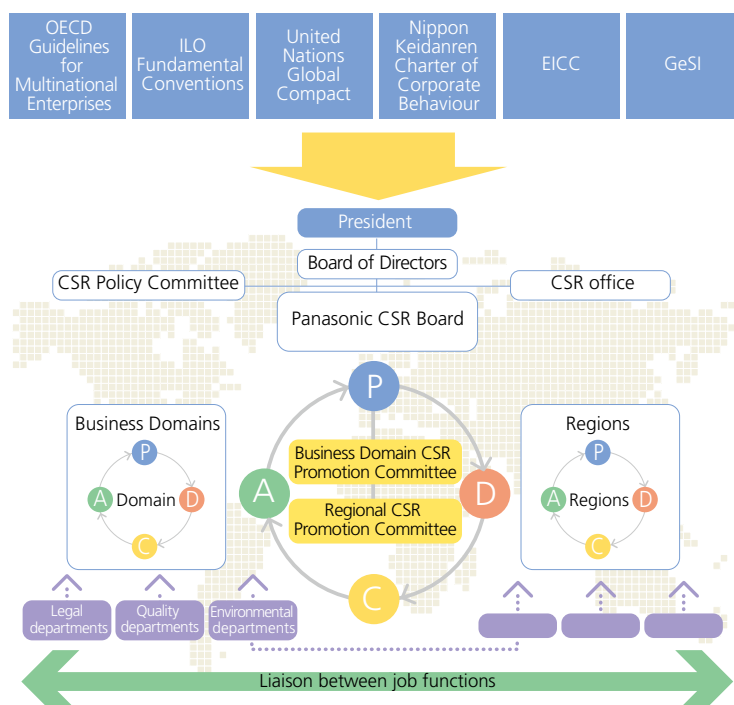 OECD
Guidelines
for
Multinational
Enterprises
ILO
Fundamental
Conventions
United
Nations
Global
Compact
Nippon
Keidanren
Charter of
Corporate
Behaviour
EICC
GeSI
President
Board of Directors
CSR Policy Committee
CSR office
Panasonic CSR Board
P
Business Domains
P
A
Domain
D
C
Business Domain CSR
Promotion Committee
A
D
Regional CSR
Promotion Committee
C
Regions
P
A
Regions
D
C
Legal
departments
Quality
departments
Environmental
departments
Liaison between job functions